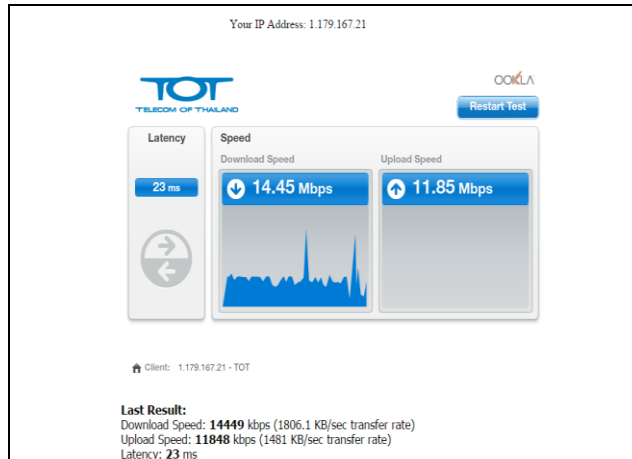 Your IP Address: 1.179.167.21
TOT
TELECOM OF THAILAND
OOKLA
Restart Test
Latency
Speed
Download Speed
Upload Speed
23 ms
14.45 Mbps
11.85 Mbps
Client: 1.179.167.21 - TOT
Last Result:
Download Speed: 14449 kbps (1806.1 KB/sec transfer rate)
Upload Speed: 11848 kbps (1481 KB/sec transfer rate)
Latency: 23 ms